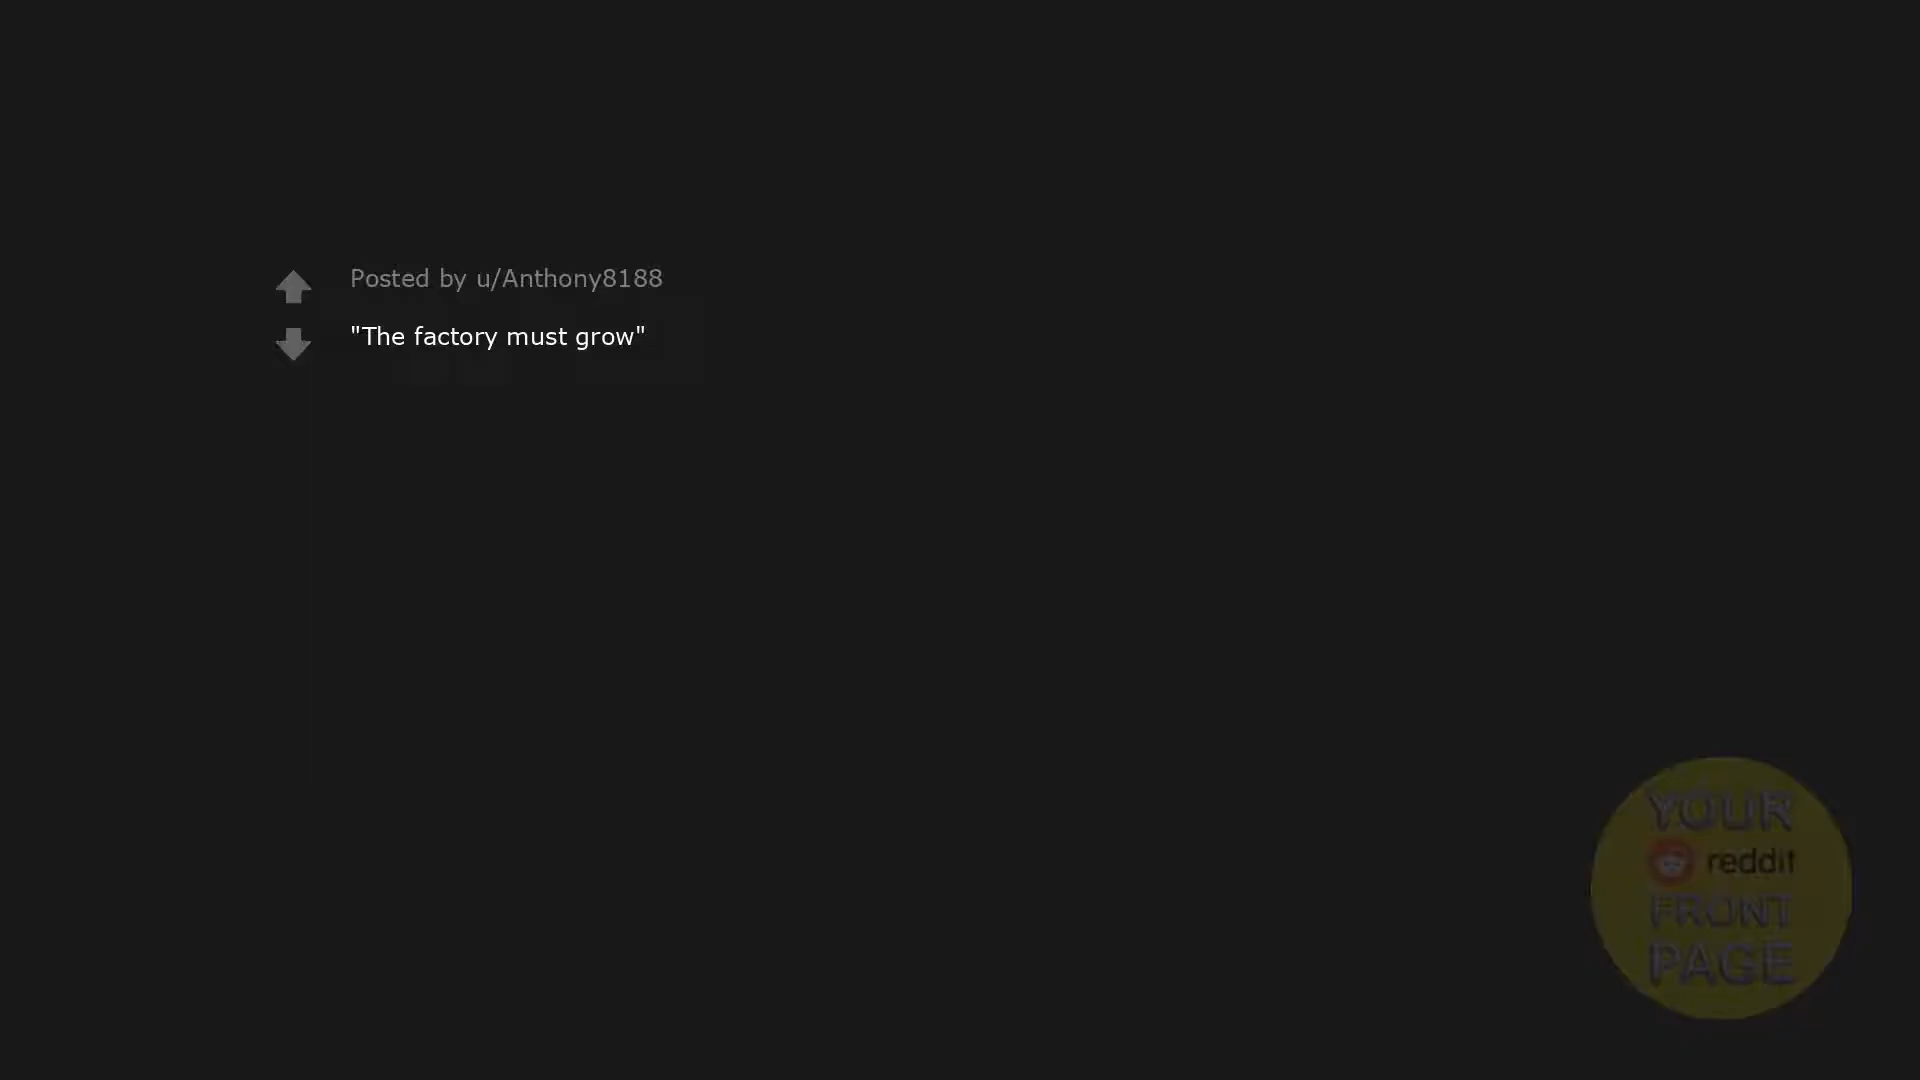 Posted by u/Anthony8188
"The factory must grow"
YOUR
reddit
FRONT
PAGE